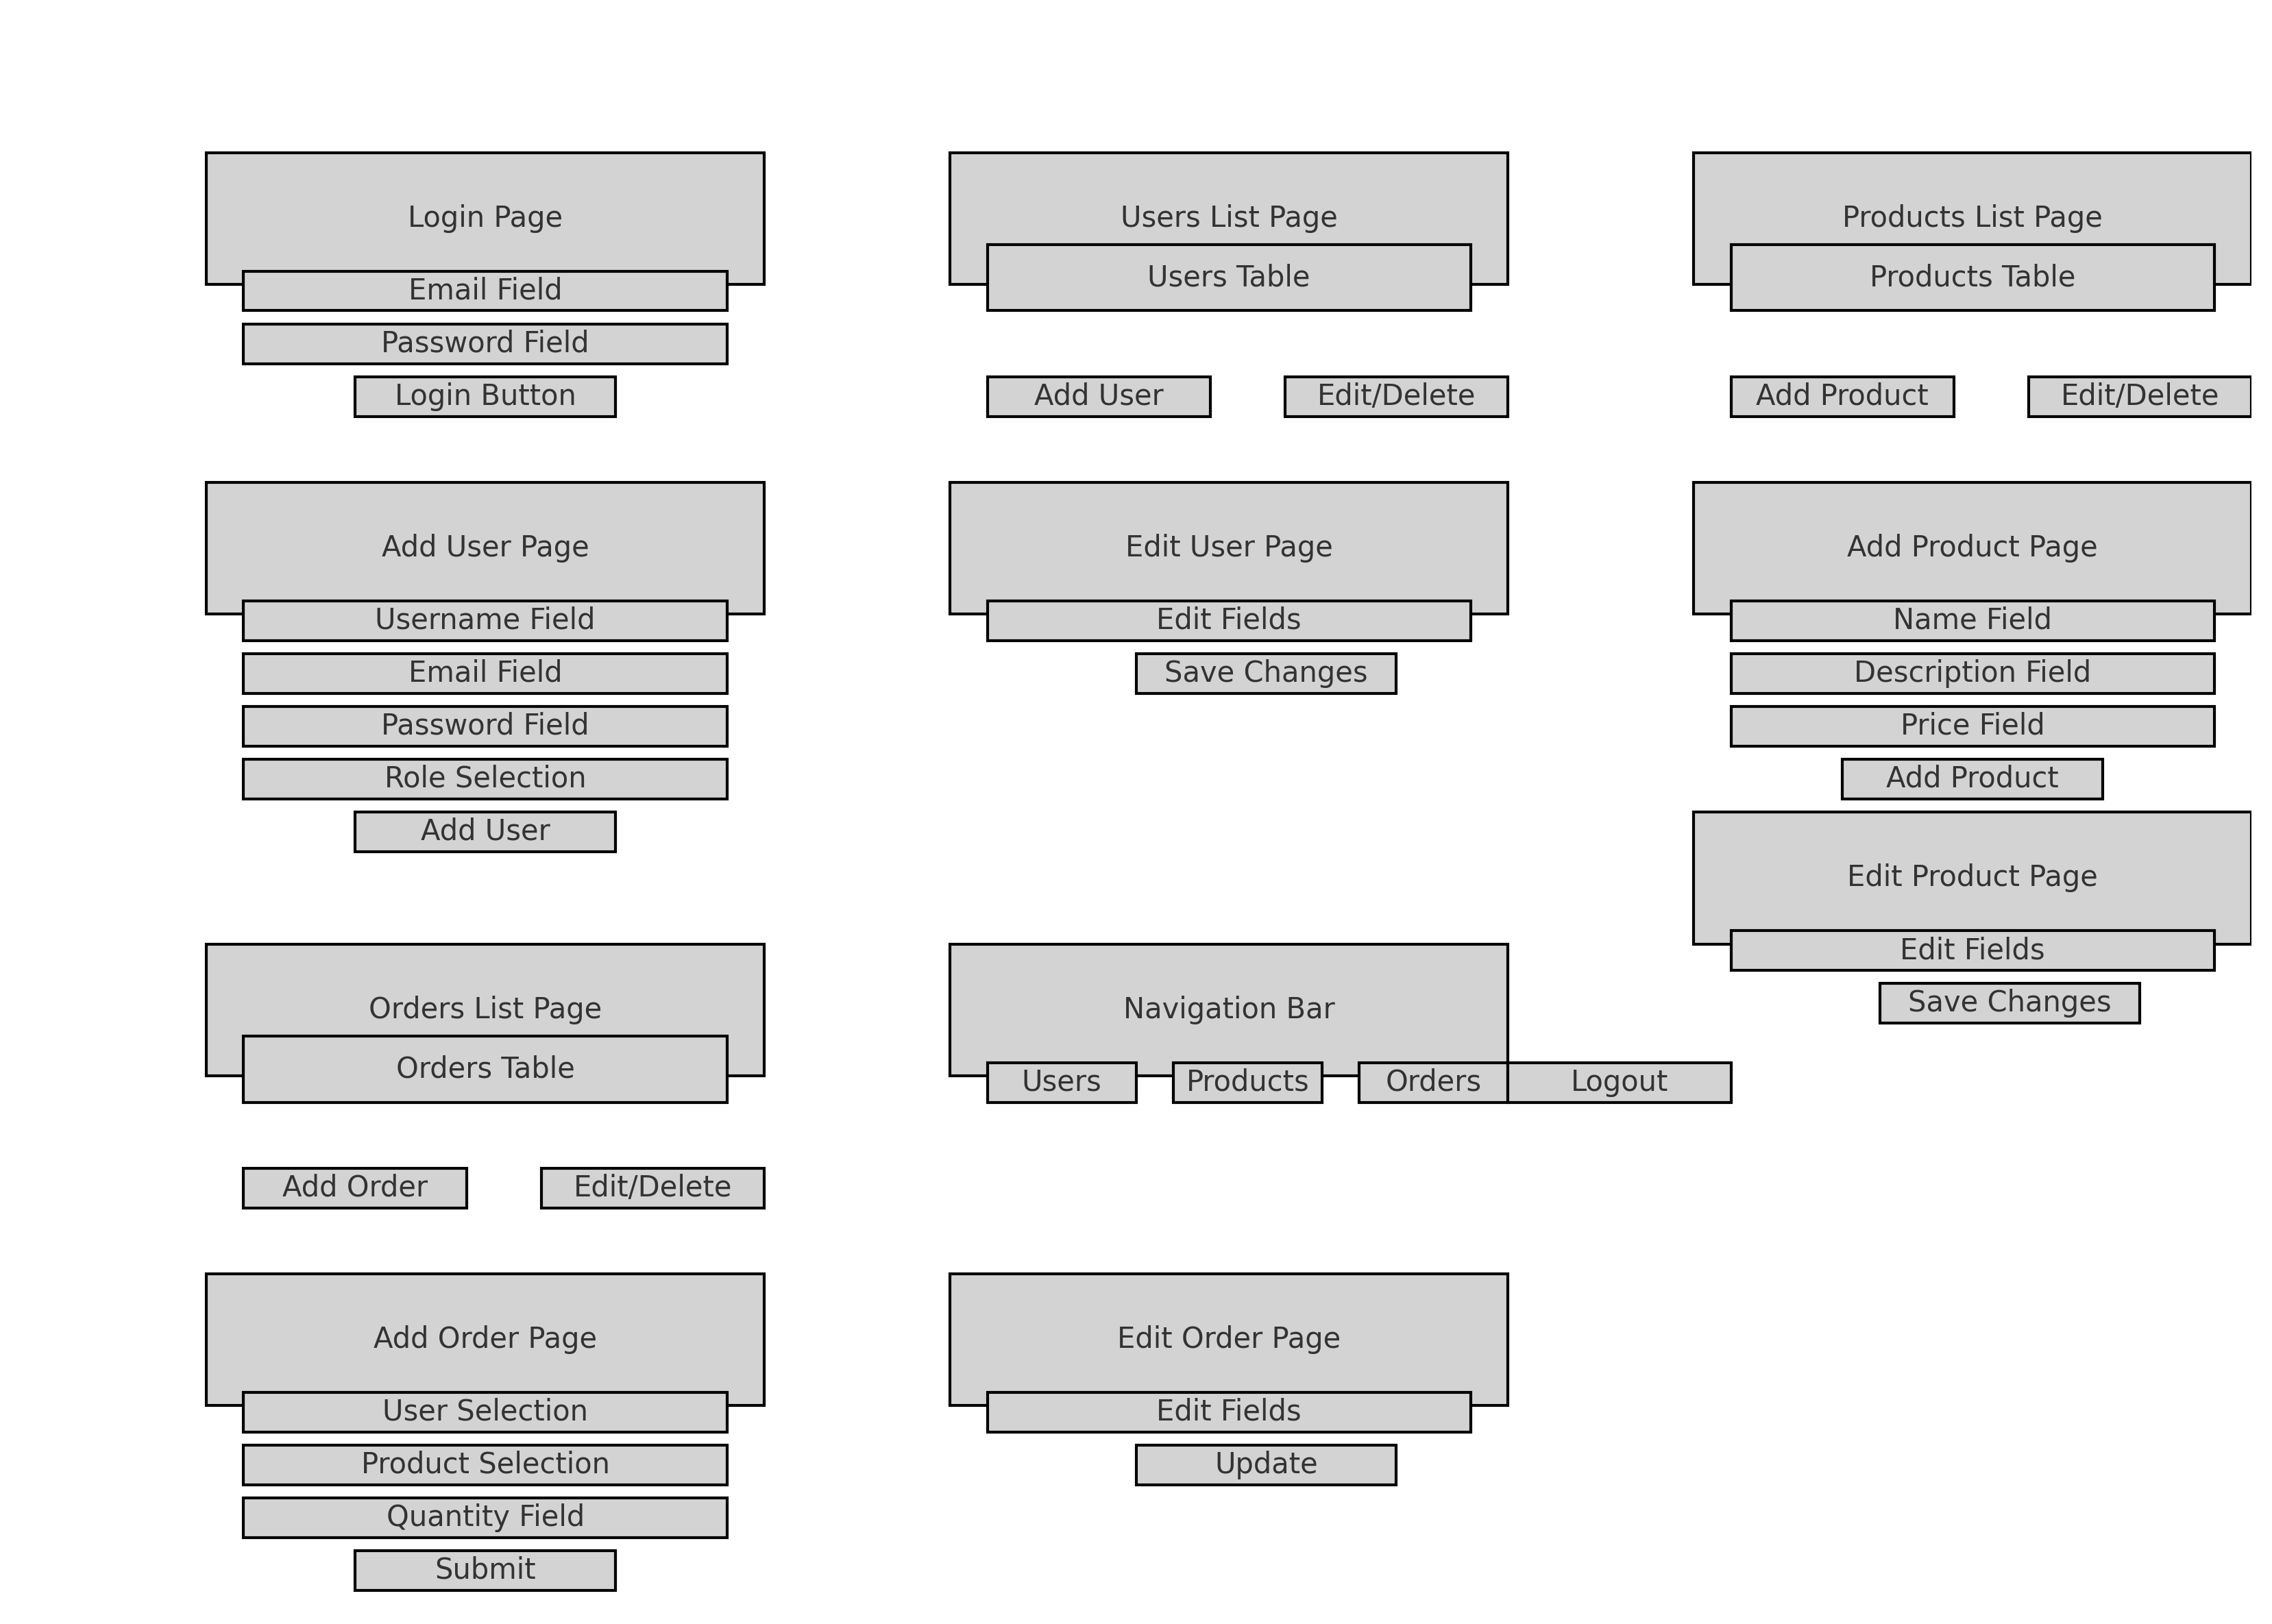 Login Page
Email Field
Password Field
Login Button
Users List Page
Users Table
Add User
Edit/Delete
Products List Page
Products Table
Add Product
Edit/Delete
Add User Page
Username Field
Email Field
Password Field
Role Selection
Add User
Edit User Page
Edit Fields
Save Changes
Add Product Page
Name Field
Description Field
Price Field
Add Product
Edit Product Page
Edit Fields
Save Changes
Orders List Page
Orders Table
Add Order
Edit/Delete
Navigation Bar
Users
Products
Orders
Logout
Add Order Page
User Selection
Product Selection
Quantity Field
Submit
Edit Order Page
Edit Fields
Update